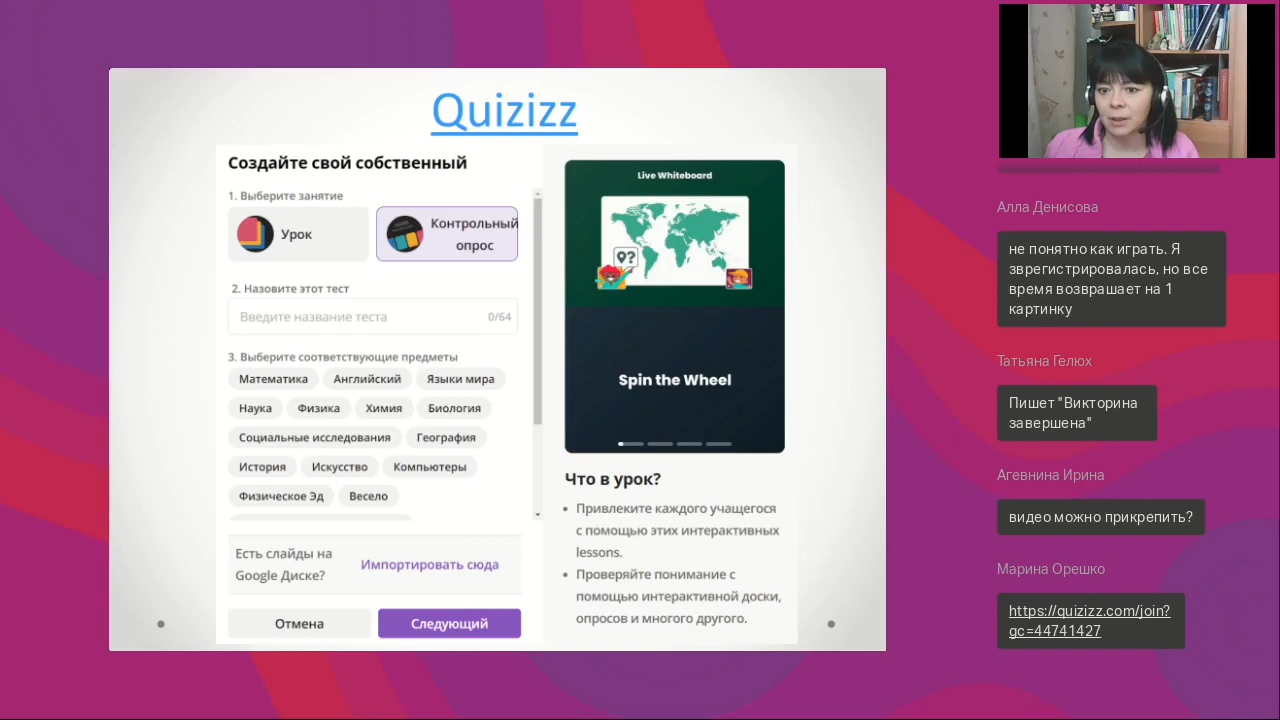 Quizizz
Создайте свой собственный
1. Выберите занятие
Урок
Контрольный
опрос
2. Назовите этот тест
Введите название теста
0/64
3. Выберите соответствующие предметы
Математика
Английский
Языки мира
Наука
Физика
Химия
Биология
Социальные исследования
География
История
Искусство
Компьютеры
Физическое Эд
Весело
Есть слайды на
Google Диске?
Импортировать сюда
Отмена
Следующий
Live Whiteboard
Spin the Wheel
Что в урок?
• Привлеките каждого учащегося
с помощью этих интерактивных
lessons.
• Проверяйте понимание с
помощью интерактивной доски,
опросов и многого другого.
Алла Денисова
не понятно как играть. Я
зврегистрировалась, но все
время возврашает на 1
картинку
Татьяна Гелюх
Пишет "Викторина
завершена"
Агевнина Ирина
видео можно прикрепить?
Марина Орешко
https://quizizz.com/join?
gc=44741427